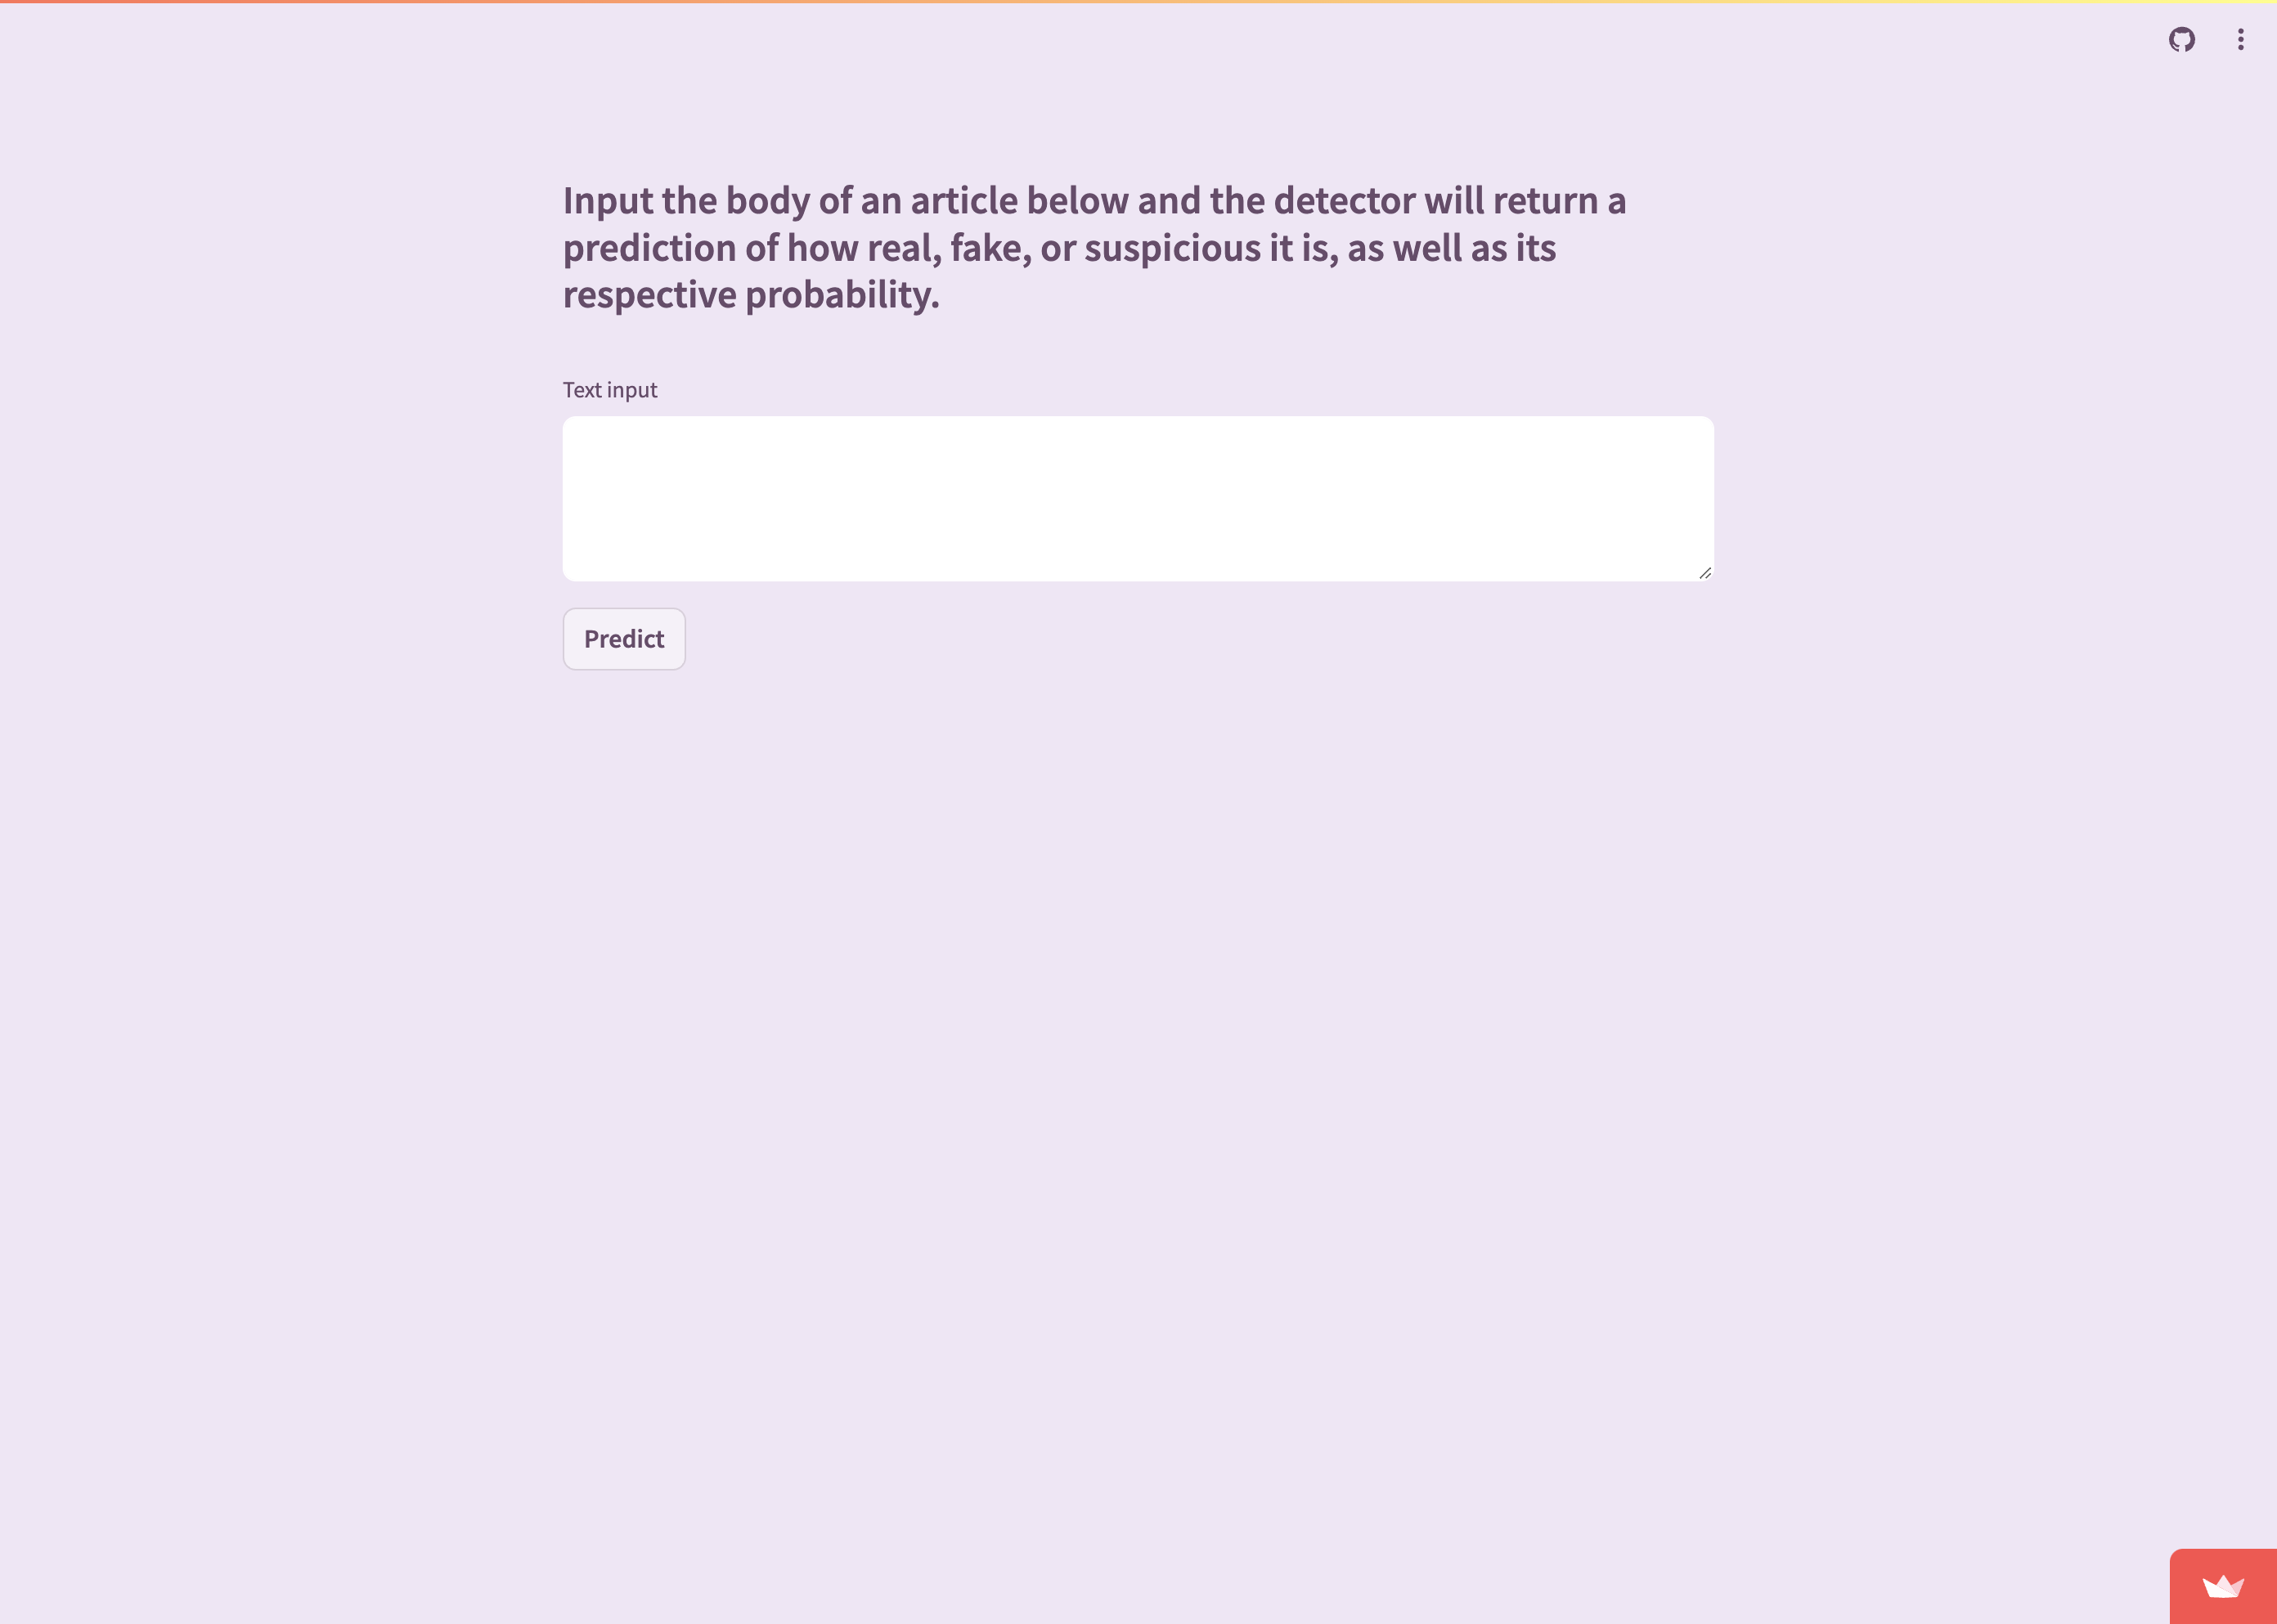 Input the body of an article below and the detector will return a
prediction of how real, fake, or suspicious it is, as well as its
respective probability.
Text input
Predict